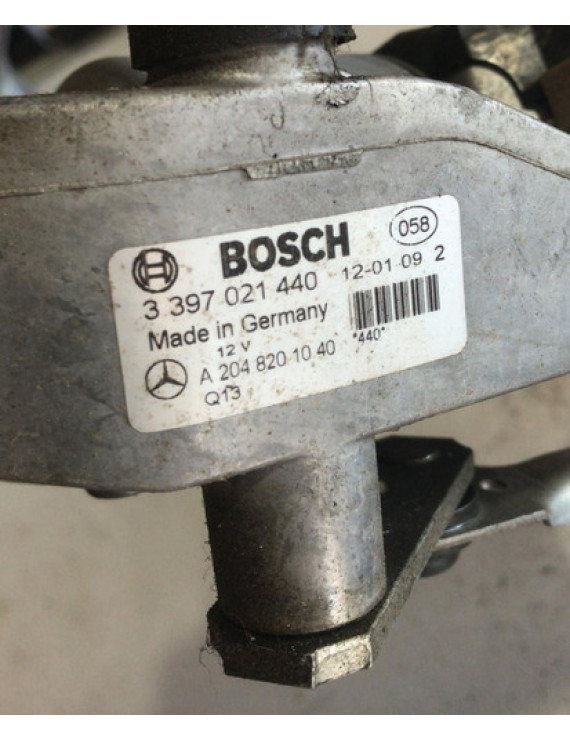 BOSCH 058
3 397 021 440 12-01 09 2
Made in Germany
12 V *440*
A 204 820 10 40
Q13